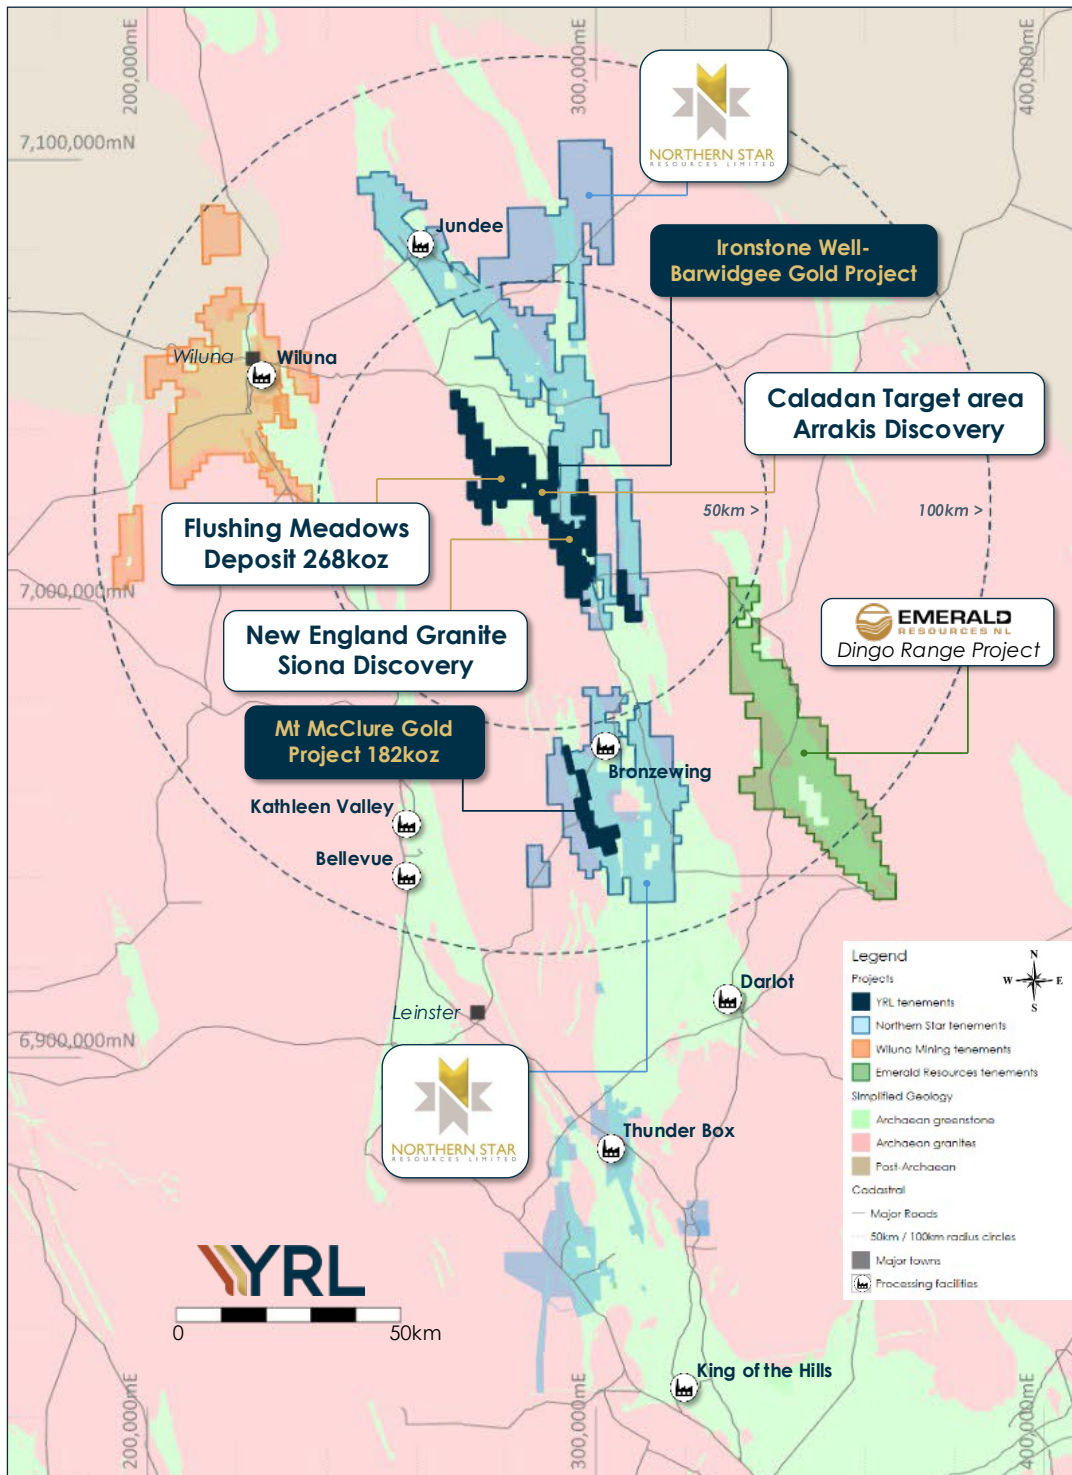 200,000mE
300,000mE
400,000mE
7,100,000mN
NORTHERN STAR
RESOURCES LIMITED
Jundee
Ironstone Well-
Barwidgee Gold Project
Wiluna
Wiluna
Caladan Target area
Arrakis Discovery
50km >
100km >
Flushing Meadows
Deposit 268koz
7,000,000mN
New England Granite
Siona Discovery
EMERALD
RESOURCES NL
Dingo Range Project
Mt McClure Gold
Project 182koz
Bronzewing
Kathleen Valley
Bellevue
Darlot
Leinster
6,900,000mN
NORTHERN STAR
RESOURCES LIMITED
Thunder Box
Legend
N
W
E
S
Projects
YRL tenements
Northern Star tenements
Wiluna Mining tenements
Emerald Resources tenements
Simplified Geology
Archaean greenstone
Archaean granites
Post-Archaean
Cadastral
Major Roads
50km / 100km radius circles
Major towns
Processing facilities
YRL
0
50km
King of the Hills
200,000mE
300,000mE
400,000mE